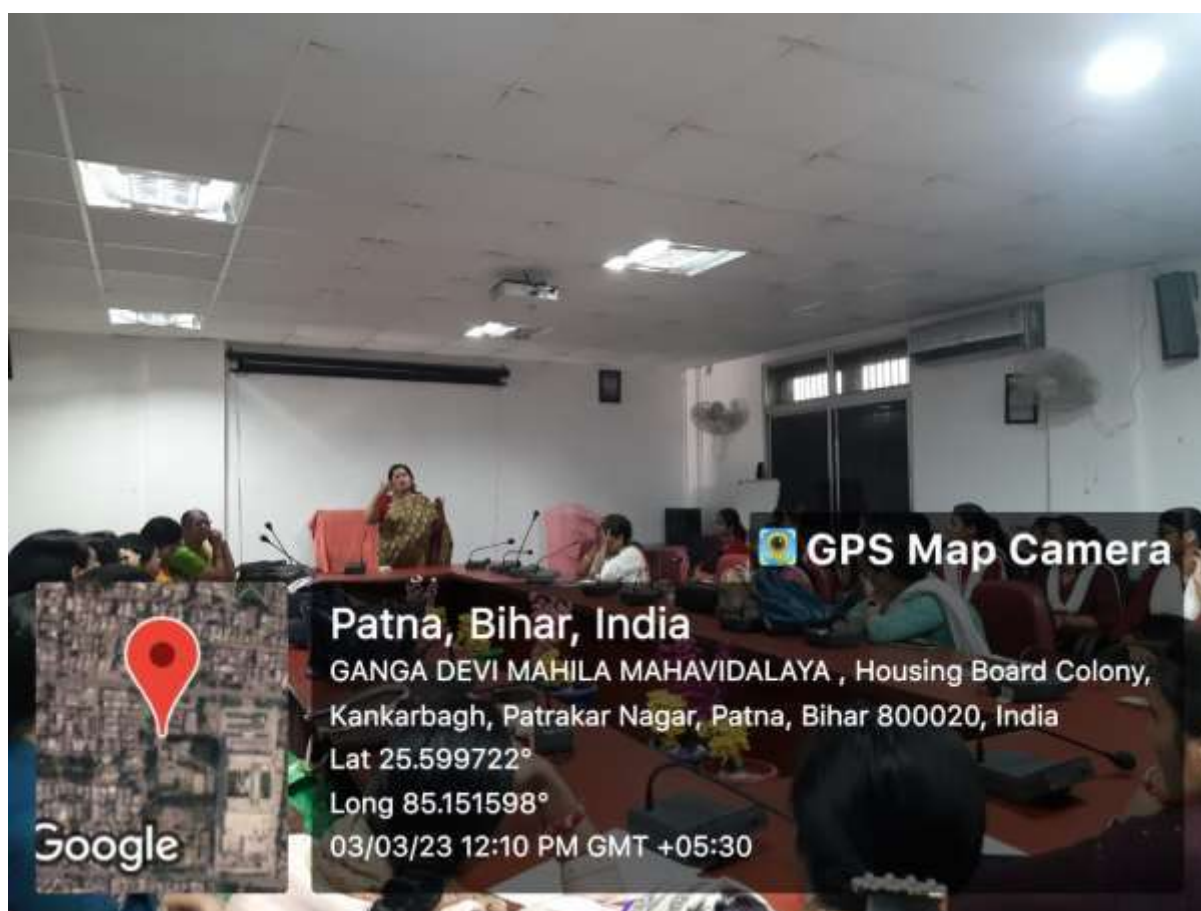 GPS Map Camera
Patna, Bihar, India
GANGA DEVI MAHILA MAHAVIDALAYA , Housing Board Colony,
Kankarbagh, Patrakar Nagar, Patna, Bihar 800020, India
Lat 25.599722°
Long 85.151598°
03/03/23 12:10 PM GMT +05:30
Google